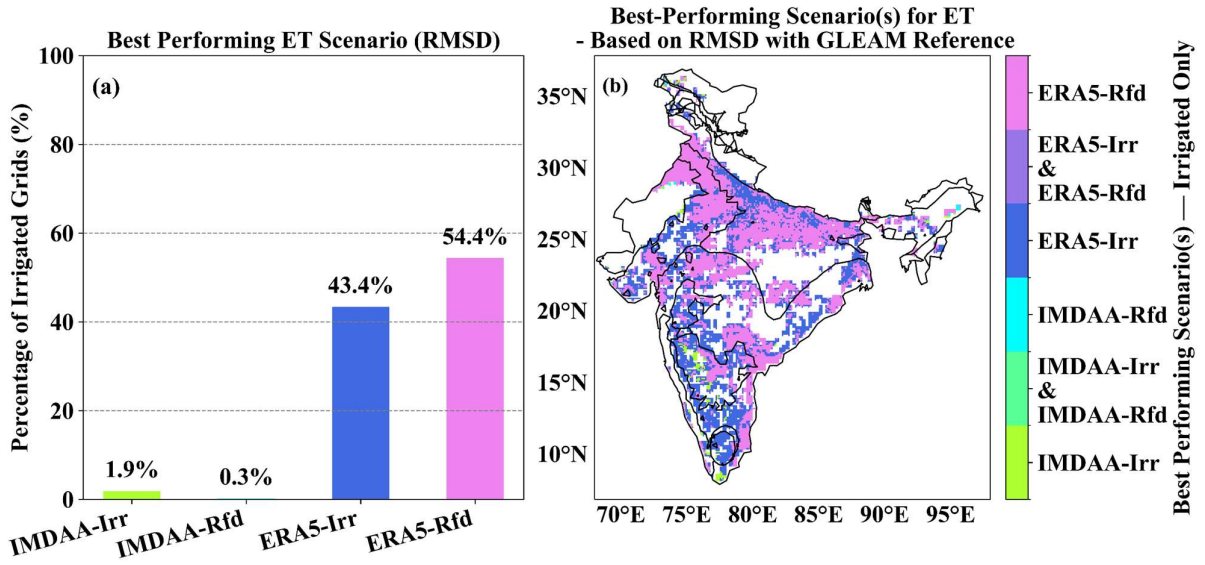 Best Performing ET Scenario (RMSD)
(a)
Percentage of Irrigated Grids (%)
100
80
60
40
20
0
1.9%
0.3%
43.4%
54.4%
IMDAA-Irr
IMDAA-Rfd
ERA5-Irr
ERA5-Rfd
Best-Performing Scenario(s) for ET
- Based on RMSD with GLEAM Reference
(b)
35°N
30°N
25°N
20°N
15°N
10°N
70°E
75°E
80°E
85°E
90°E
95°E
ERA5-Rfd
ERA5-Irr
&
ERA5-Rfd
ERA5-Irr
IMDAA-Rfd
IMDAA-Irr
&
IMDAA-Rfd
IMDAA-Irr
Best Performing Scenario(s) — Irrigated Only